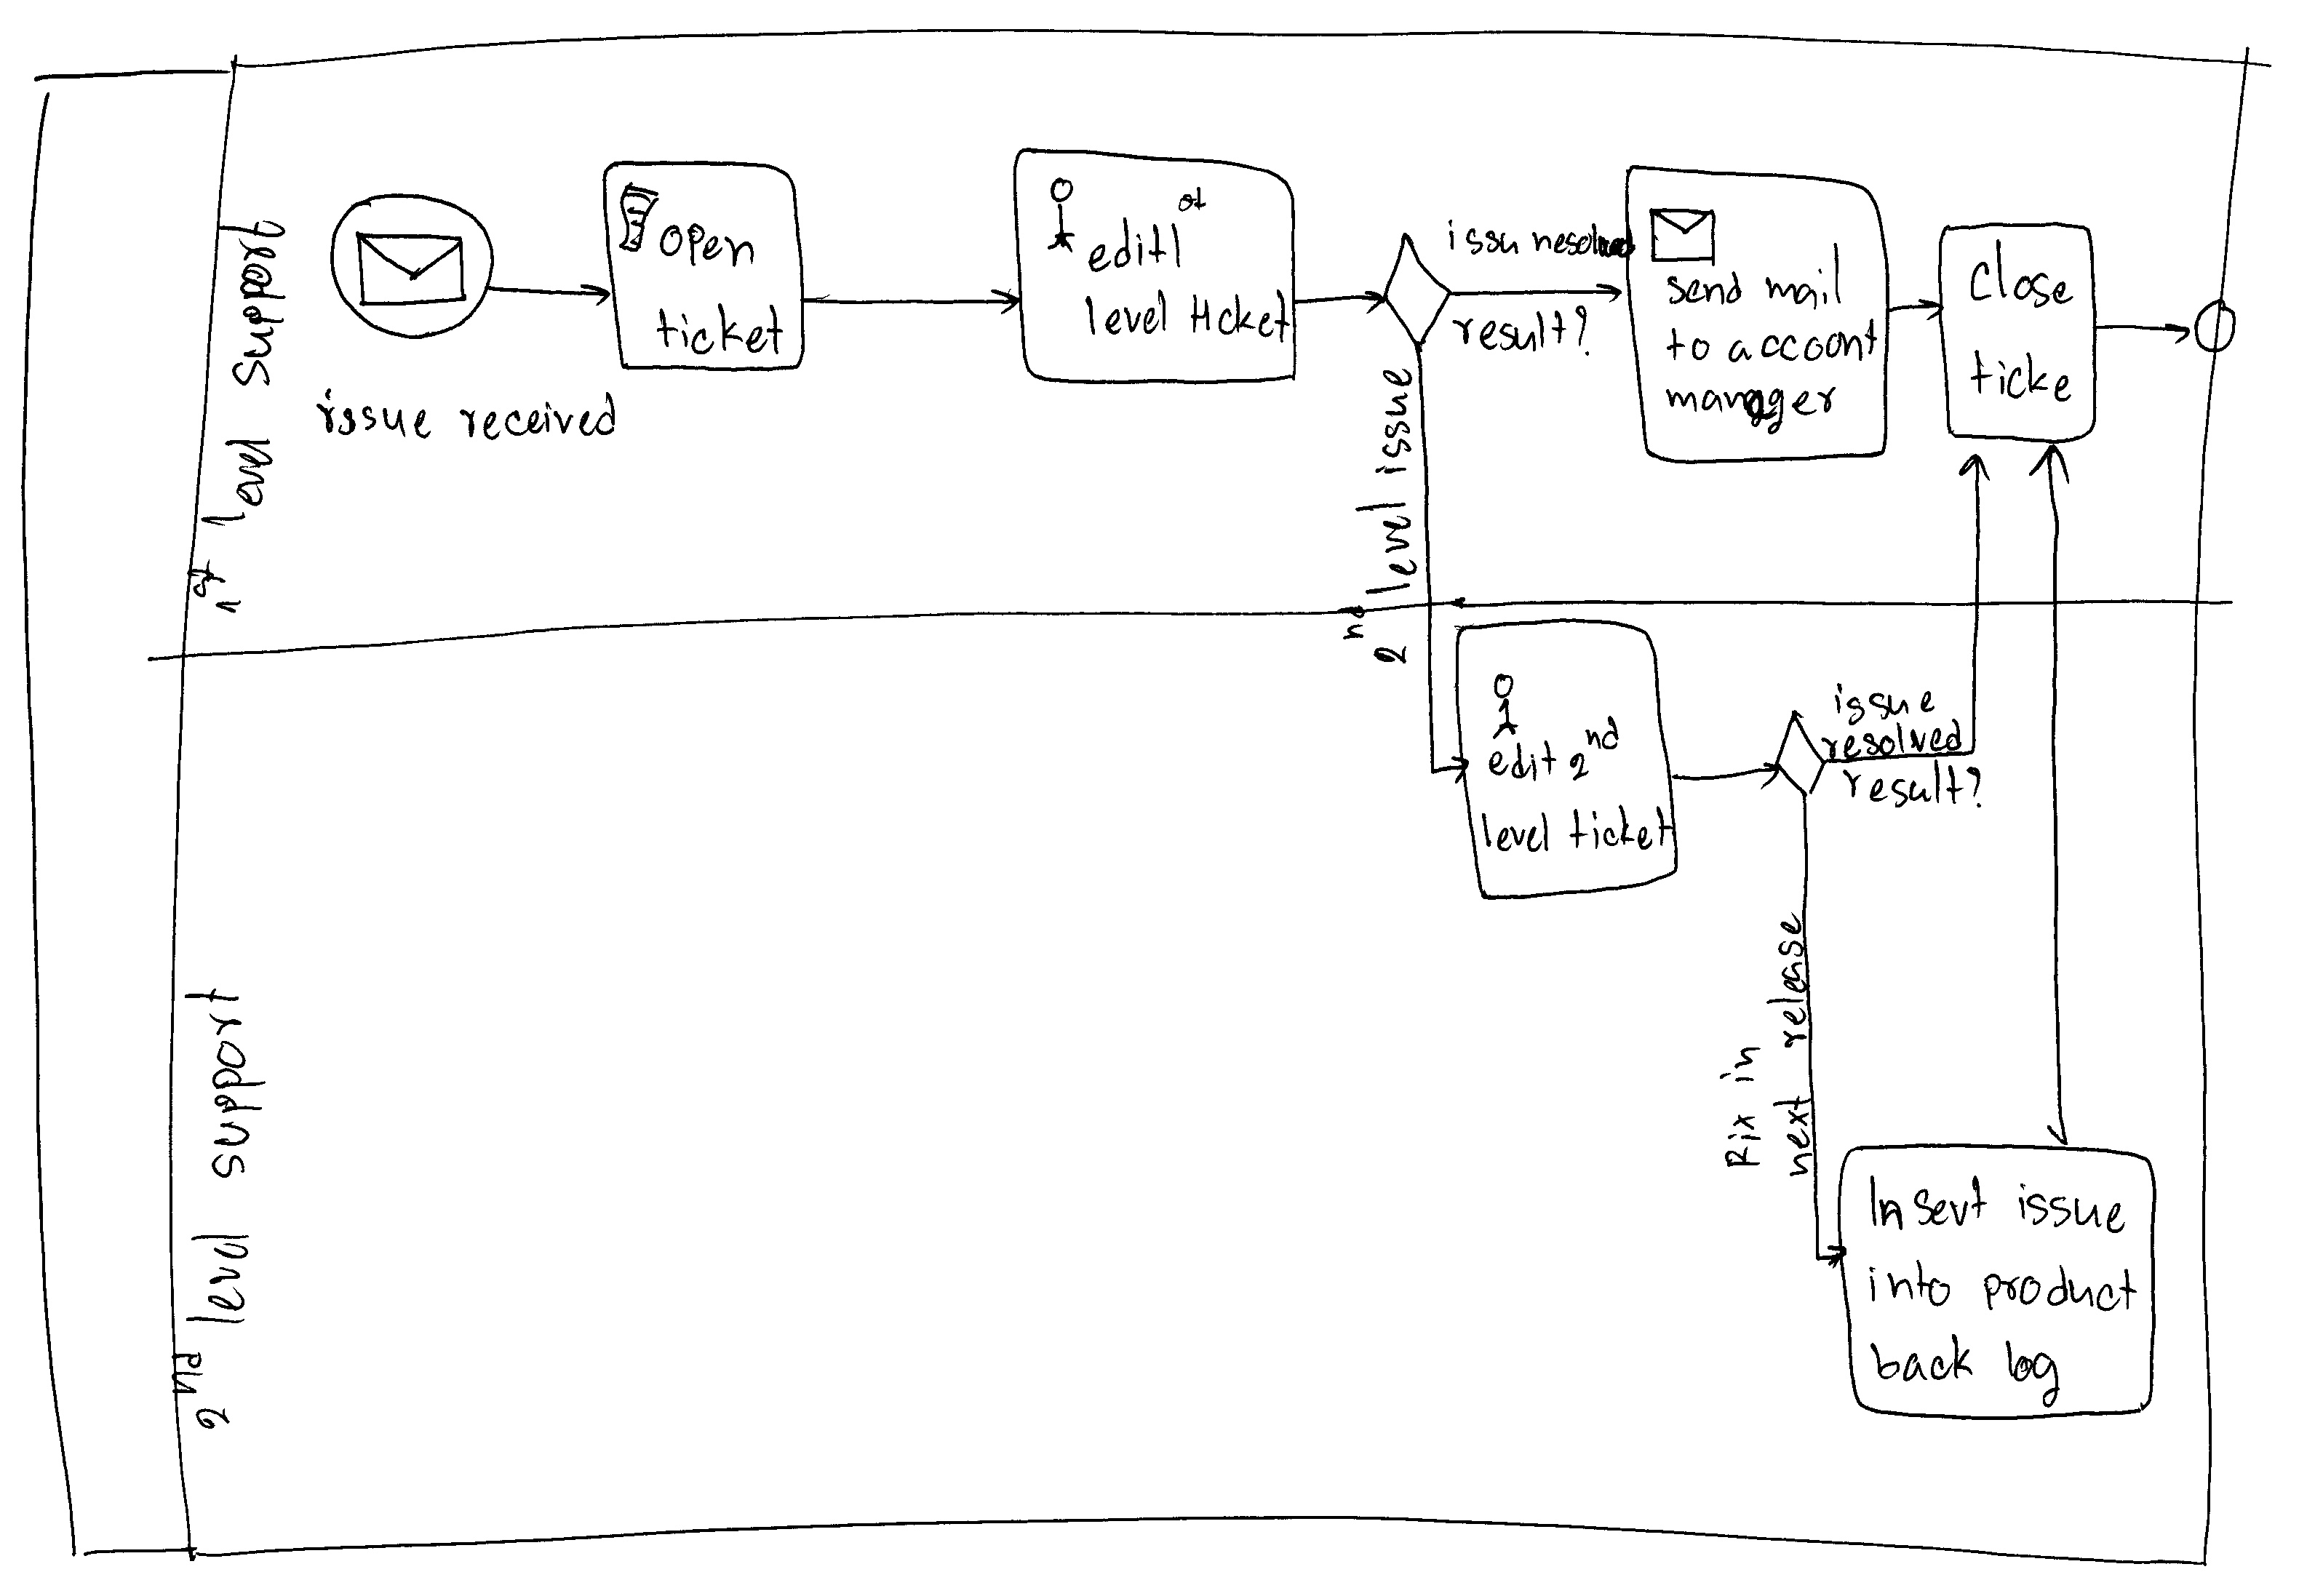 1st level support
issue received
open
ticket
edit 1st
level ticket
issu resolved
result?
2nd level issue
send mail
to accoont
manager
close
ticke
2nd level support
edit 2nd
level ticket
issue
resolved
result?
Fix in
next release
Insert issue
into product
back log